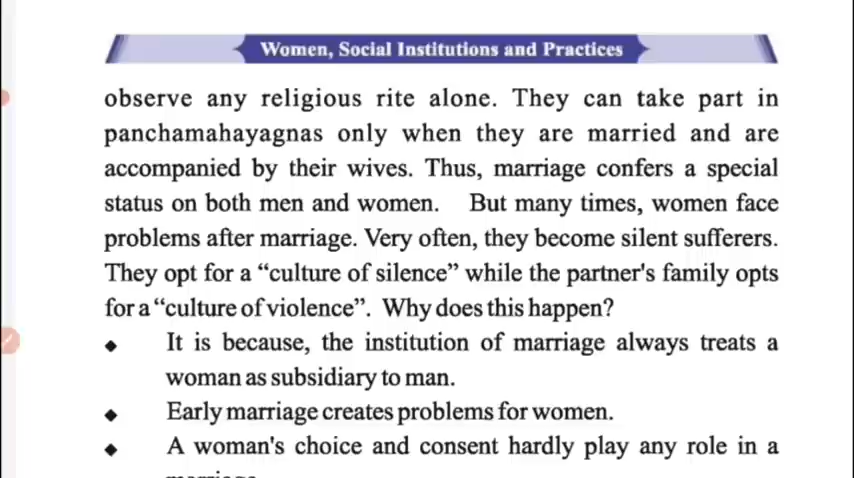 Women, Social Institutions and Practices
observe any religious rite alone. They can take part in
panchamahayagnas only when they are married and are
accompanied by their wives. Thus, marriage confers a special
status on both men and women. But many times, women face
problems after marriage. Very often, they become silent sufferers.
They opt for a “culture of silence” while the partner's family opts
for a “culture of violence”. Why does this happen?
◆ It is because, the institution of marriage always treats a
woman as subsidiary to man.
◆ Early marriage creates problems for women.
◆ A woman's choice and consent hardly play any role in a